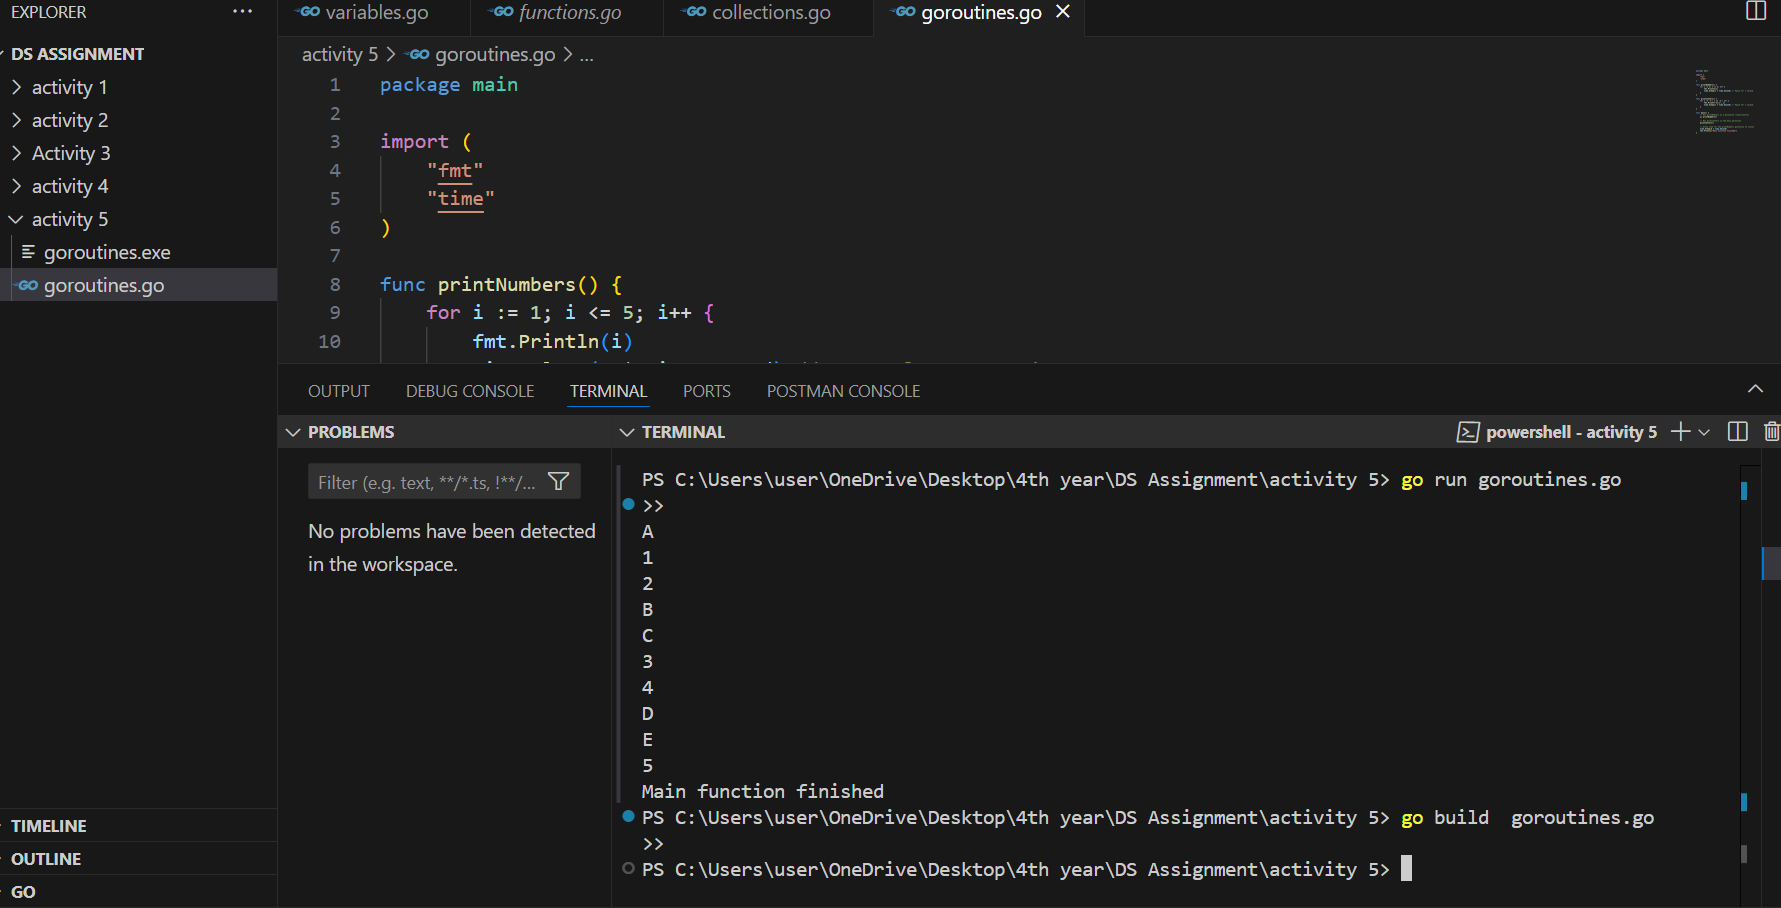 EXPLORER
...
DS ASSIGNMENT
activity 1
activity 2
Activity 3
activity 4
activity 5
goroutines.exe
GO goroutines.go
TIMELINE
OUTLINE
GO
GO variables.go
GO functions.go
GO collections.go
GO goroutines.go
activity 5 > GO goroutines.go > ...
1 package main
2
3 import (
4 "fmt"
5 "time"
6 )
7
8 func printNumbers() {
9 for i := 1; i <= 5; i++ {
10 fmt.Println(i)
OUTPUT DEBUG CONSOLE TERMINAL PORTS POSTMAN CONSOLE
PROBLEMS
Filter (e.g. text, **/*.ts, !**/...
No problems have been detected
in the workspace.
TERMINAL
powershell - activity 5
PS C:\Users\user\OneDrive\Desktop\4th year\DS Assignment\activity 5> go run goroutines.go
>>
A
1
2
B
C
3
4
D
E
5
Main function finished
PS C:\Users\user\OneDrive\Desktop\4th year\DS Assignment\activity 5> go build  goroutines.go
>>
PS C:\Users\user\OneDrive\Desktop\4th year\DS Assignment\activity 5>